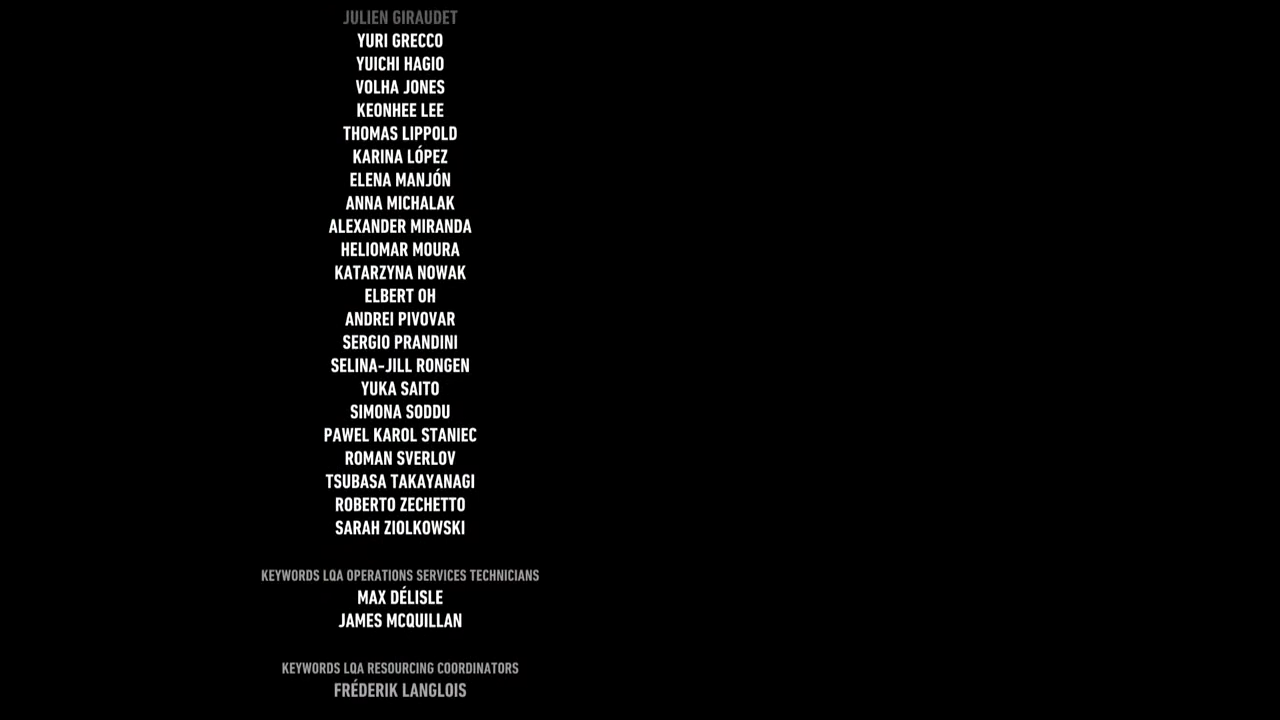 JULIEN GIRAUDET
YURI GRECCO
YUICHI HAGIO
VOLHA JONES
KEONHEE LEE
THOMAS LIPPOLD
KARINA LÓPEZ
ELENA MANJÓN
ANNA MICHALAK
ALEXANDER MIRANDA
HELIOMAR MOURA
KATARZYNA NOWAK
ELBERT OH
ANDREI PIVOVAR
SERGIO PRANDINI
SELINA-JILL RONGEN
YUKA SAITO
SIMONA SODDU
PAWEL KAROL STANIEC
ROMAN SVERLOV
TSUBASA TAKAYANAGI
ROBERTO ZECHETTO
SARAH ZIOLKOWSKI
KEYWORDS LQA OPERATIONS SERVICES TECHNICIANS
MAX DÉLISLE
JAMES MCQUILLAN
KEYWORDS LQA RESOURCING COORDINATORS
FRÉDERIK LANGLOIS